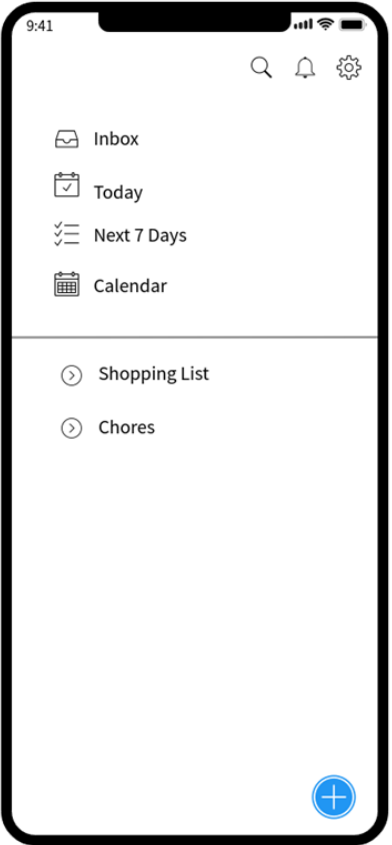 9:41
Inbox
Today
Next 7 Days
Calendar
Shopping List
Chores